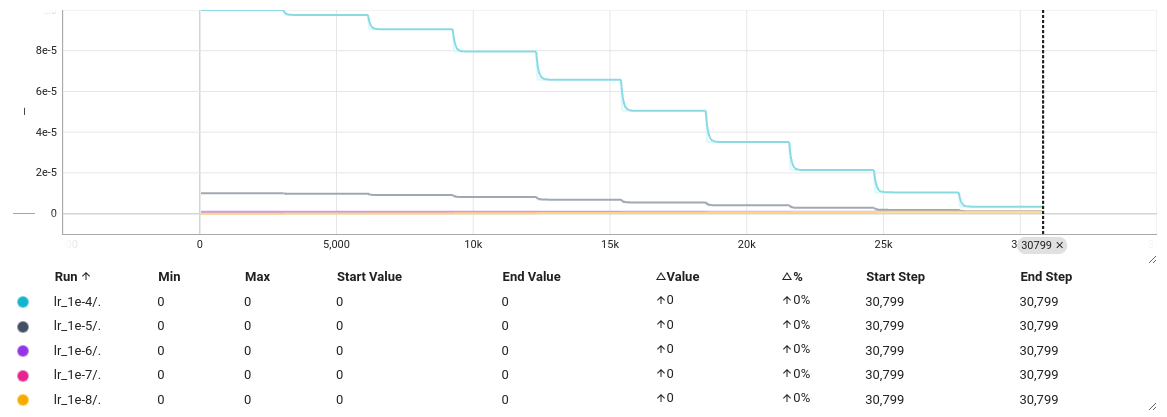 8e-5
6e-5
4e-5
2e-5
0
0 5,000 10k 15k 20k 25k 30799 ✕
Run ↑ Min Max Start Value End Value △Value △% Start Step End Step
lr_1e-4/. 0 0 0 0 ↑0 ↑0% 30,799 30,799
lr_1e-5/. 0 0 0 0 ↑0 ↑0% 30,799 30,799
lr_1e-6/. 0 0 0 0 ↑0 ↑0% 30,799 30,799
lr_1e-7/. 0 0 0 0 ↑0 ↑0% 30,799 30,799
lr_1e-8/. 0 0 0 0 ↑0 ↑0% 30,799 30,799